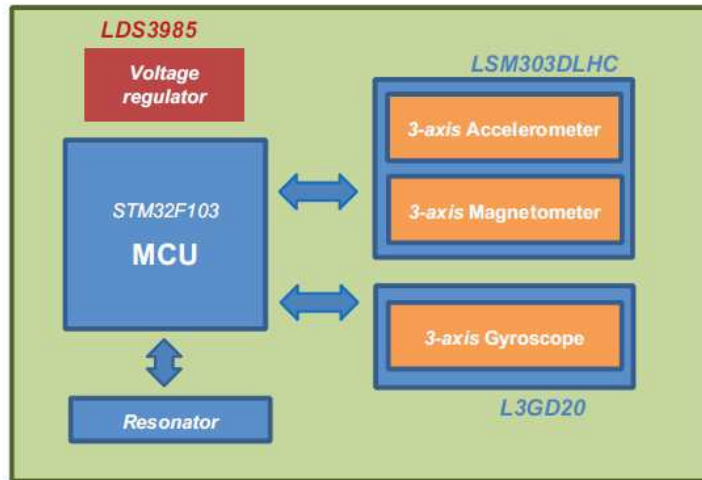 LDS3985
Voltage
regulator
LSM303DLHC
3-axis Accelerometer
STM32F103
MCU
3-axis Magnetometer
3-axis Gyroscope
Resonator
L3GD20